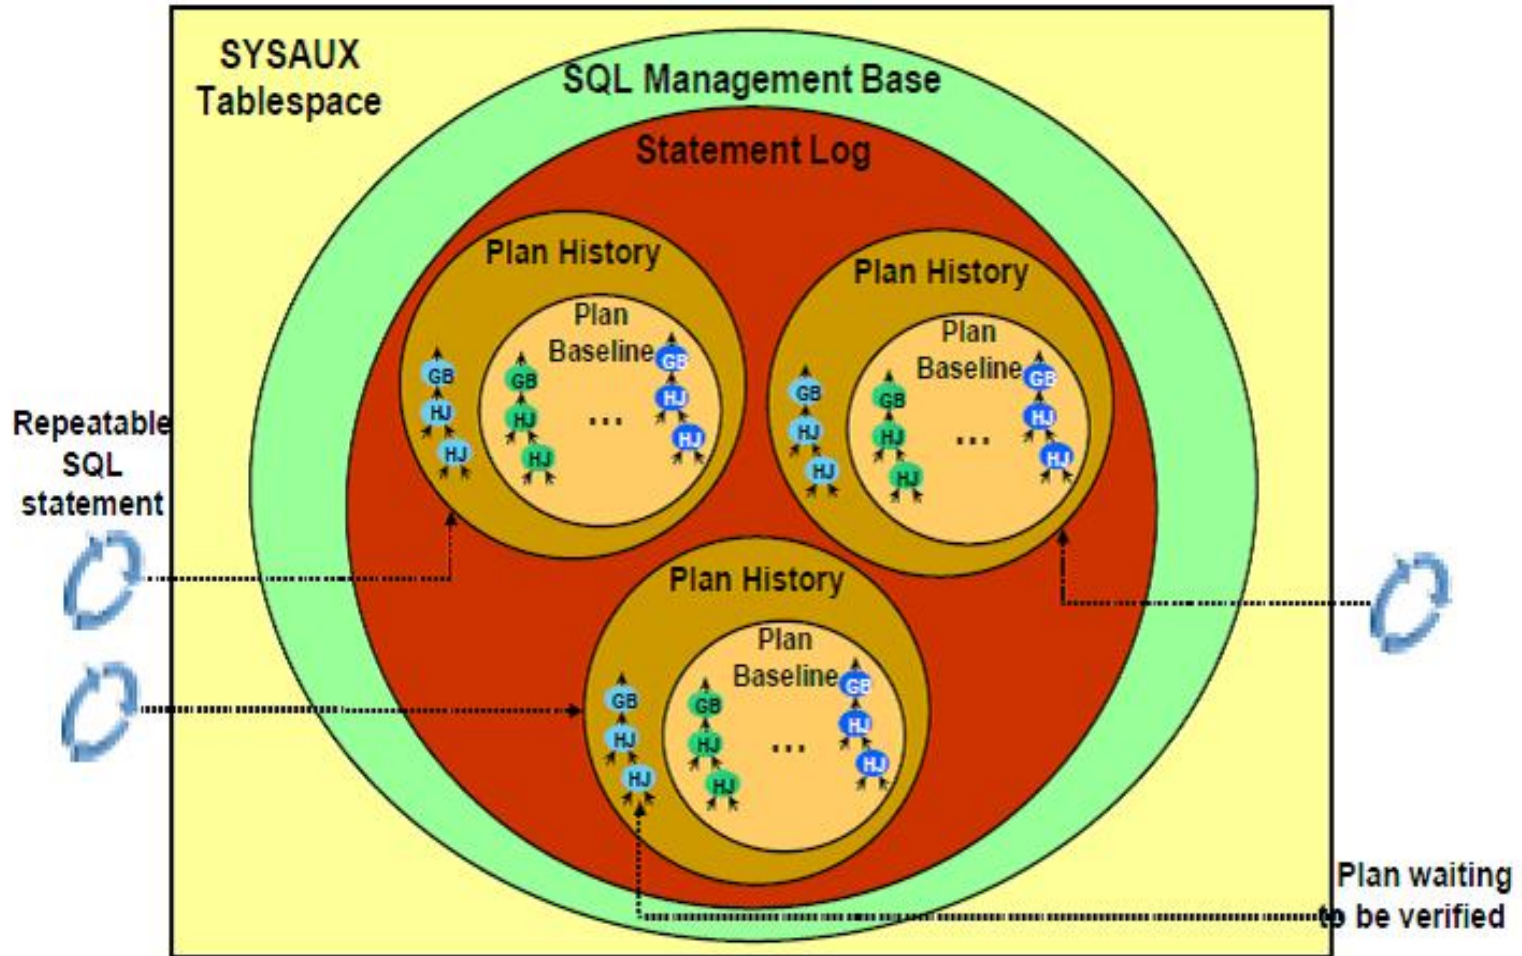 SYSAUX
Tablespace
SQL Management Base
Statement Log
Plan History
Plan
Baseline
GB
HJ
HJ
GB
HJ
HJ
...
GB
HJ
HJ
Plan History
Plan
Baseline
GB
HJ
HJ
GB
HJ
HJ
...
GB
HJ
HJ
Repeatable
SQL
statement
Plan History
Plan
Baseline
GB
HJ
HJ
GB
HJ
HJ
...
GB
HJ
HJ
Plan waiting
to be verified